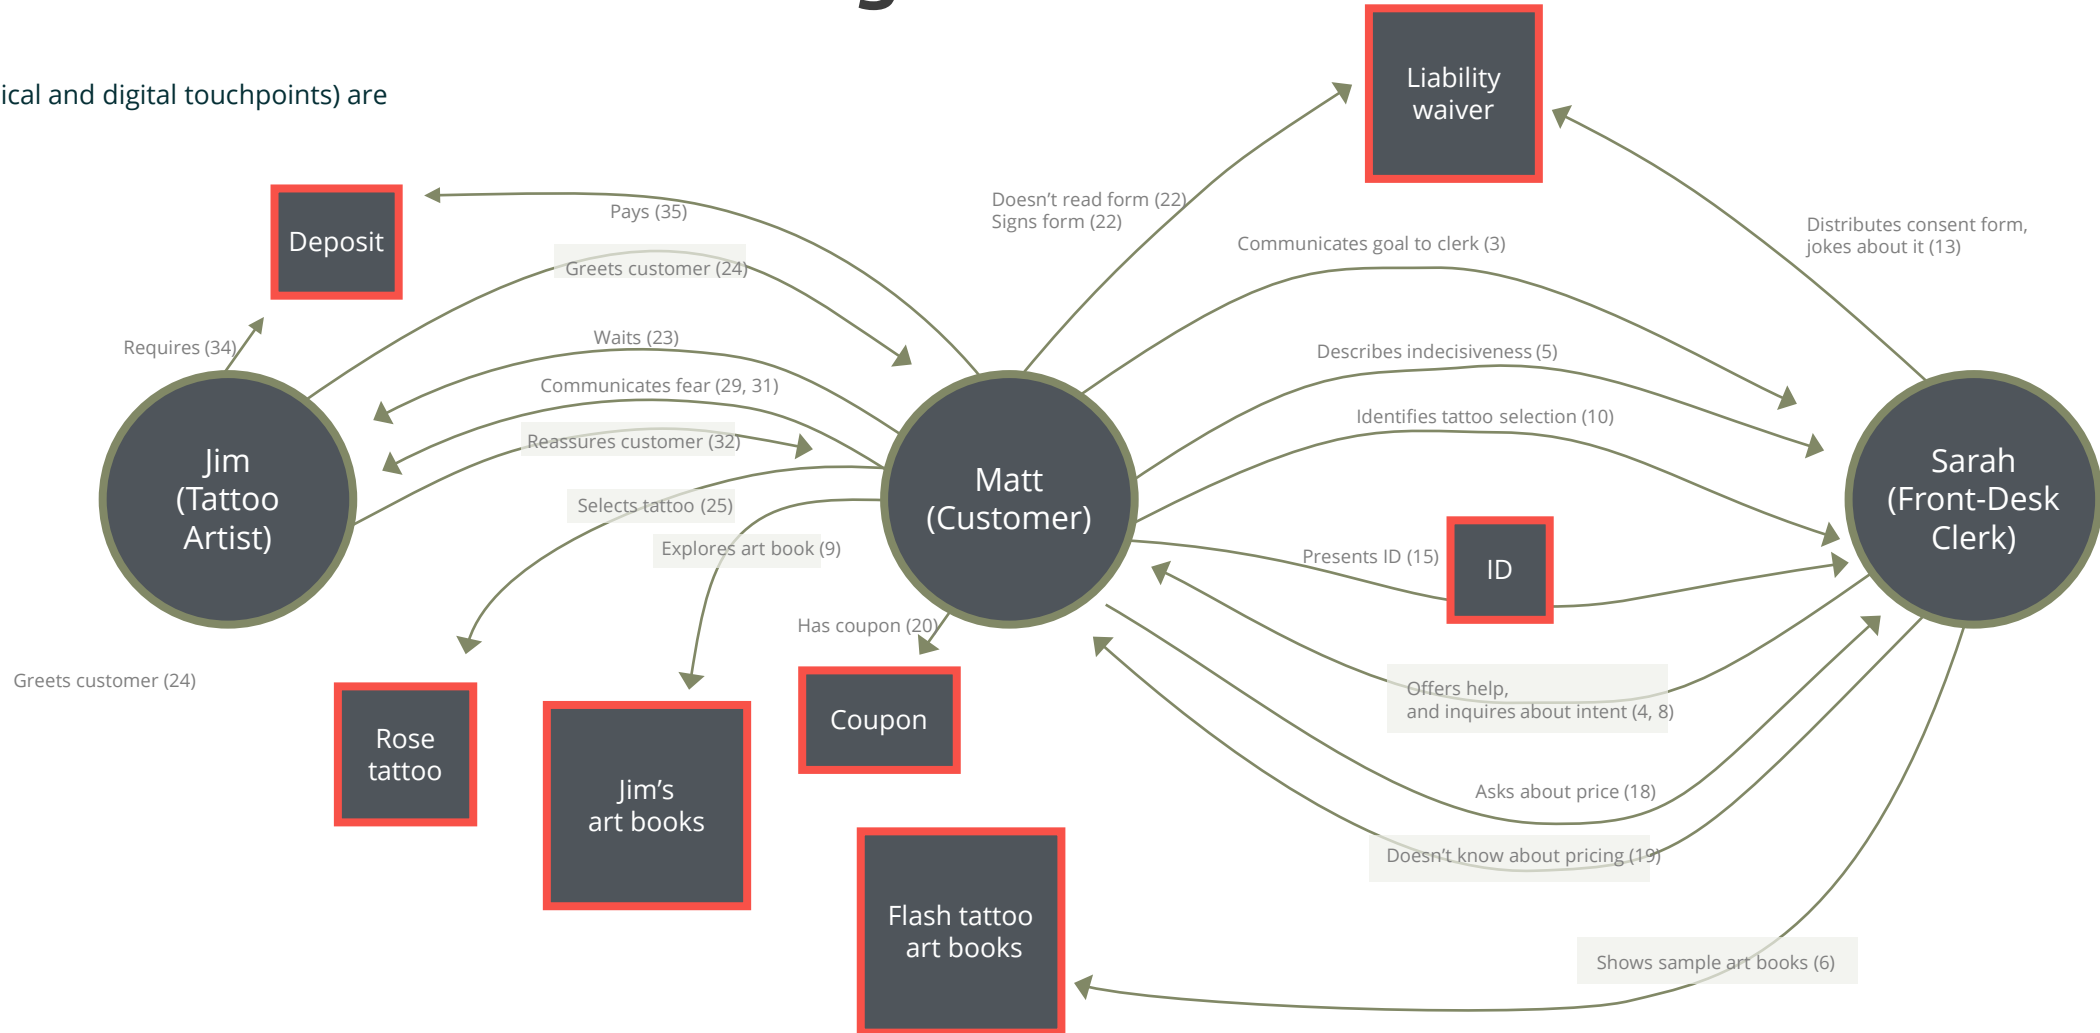 ical and digital touchpoints) are
Liability
waiver
Deposit
Pays (35)
Doesn't read form (22)
Signs form (22)
Distributes consent form,
jokes about it (13)
Communicates goal to clerk (3)
Greets customer (24)
Requires (34)
Waits (23)
Describes indecisiveness (5)
Communicates fear (29, 31)
Identifies tattoo selection (10)
Reassures customer (32)
Jim
(Tattoo
Artist)
Matt
(Customer)
Sarah
(Front-Desk
Clerk)
Selects tattoo (25)
Explores art book (9)
Presents ID (15)
ID
Has coupon (20)
Greets customer (24)
Offers help,
and inquires about intent (4, 8)
Rose
tattoo
Jim's
art books
Coupon
Asks about price (18)
Doesn't know about pricing (19)
Flash tattoo
art books
Shows sample art books (6)